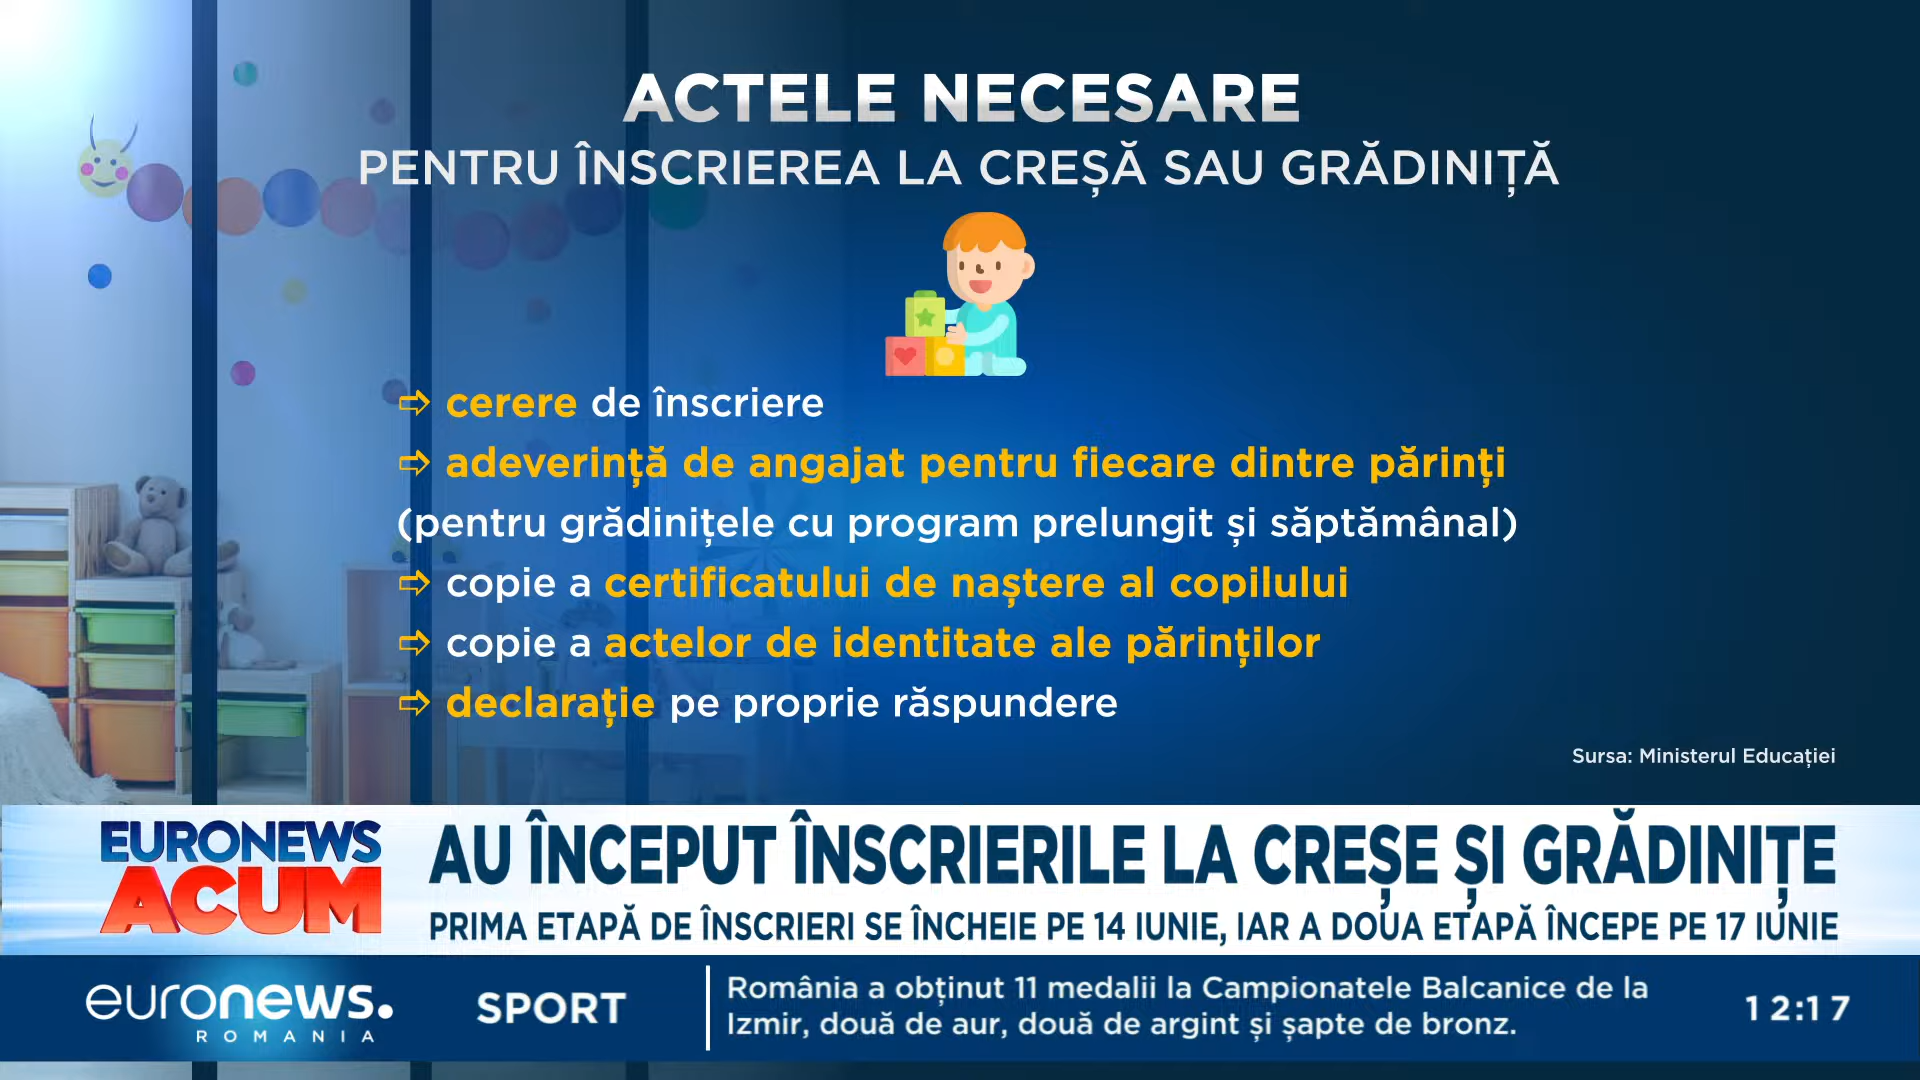 ACTELE NECESARE
PENTRU ÎNSCRIEREA LA CREȘĂ SAU GRĂDINIȚĂ
⇨ cerere de înscriere
⇨ adeverință de angajat pentru fiecare dintre părinți
(pentru grădinițele cu program prelungit și săptămânal)
⇨ copie a certificatului de naștere al copilului
⇨ copie a actelor de identitate ale părinților
⇨ declarație pe proprie răspundere
Sursa: Ministerul Educației
EURONEWS
ACUM
AU ÎNCEPUT ÎNSCRIERILE LA CREȘE ȘI GRĂDINIȚE
PRIMA ETAPĂ DE ÎNSCRIERI SE ÎNCHEIE PE 14 IUNIE, IAR A DOUA ETAPĂ ÎNCEPE PE 17 IUNIE
euronews.
ROMANIA
SPORT
România a obținut 11 medalii la Campionatele Balcanice de la
Izmir, două de aur, două de argint și șapte de bronz.
12:17